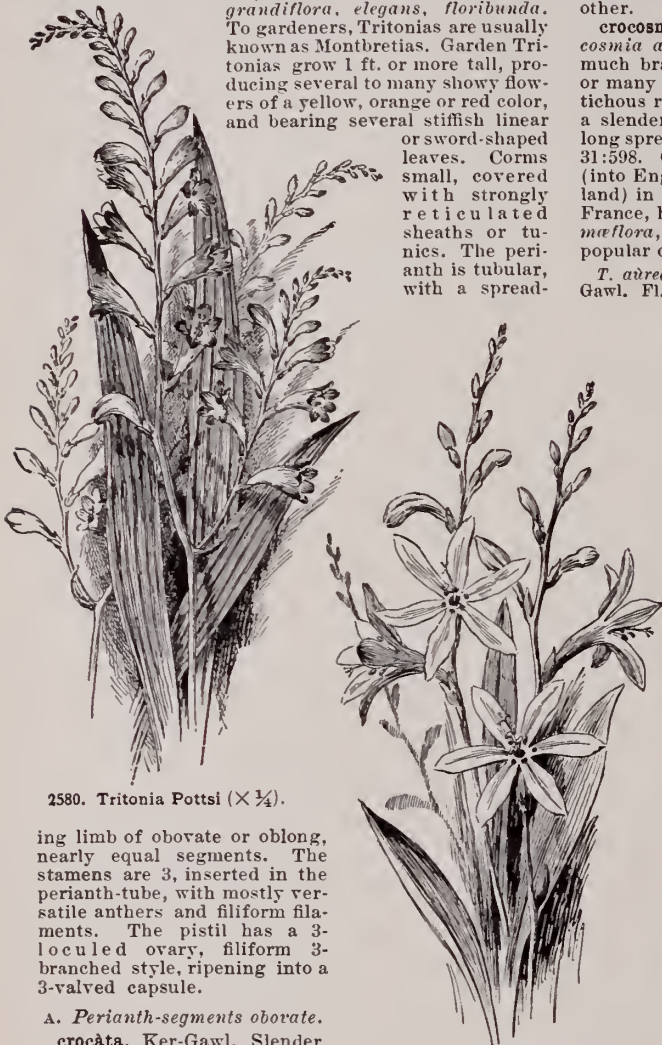 grandiflora, elegans, floribunda.
To gardeners, Tritonias are usually
known as Montbretias. Garden Tri-
tonias grow 1 ft. or more tall, pro-
ducing several to many showy flow-
ers of a yellow, orange or red color,
and bearing several stiffish linear
or sword-shaped
leaves. Corms
small, covered
with strongly
reticulated
sheaths or tu-
nics. The peri-
anth is tubular,
with a spread-
2580. Tritonia Pottsi (× ¼).
ing limb of obovate or oblong,
nearly equal segments. The
stamens are 3, inserted in the
perianth-tube, with mostly ver-
satile anthers and filiform fila-
ments. The pistil has a 3-
loculed ovary, filiform 3-
branched style, ripening into a
3-valved capsule.
A. Perianth-segments obovate.
crocàta, Ker-Gawl. Slender
other.
cosmia a
much bra
or many
tichous r
a slender
long spre
31:598.
(into Eng
land) in
France, h
mæflora,
popular
T. aùrea
Gawl. Fl.